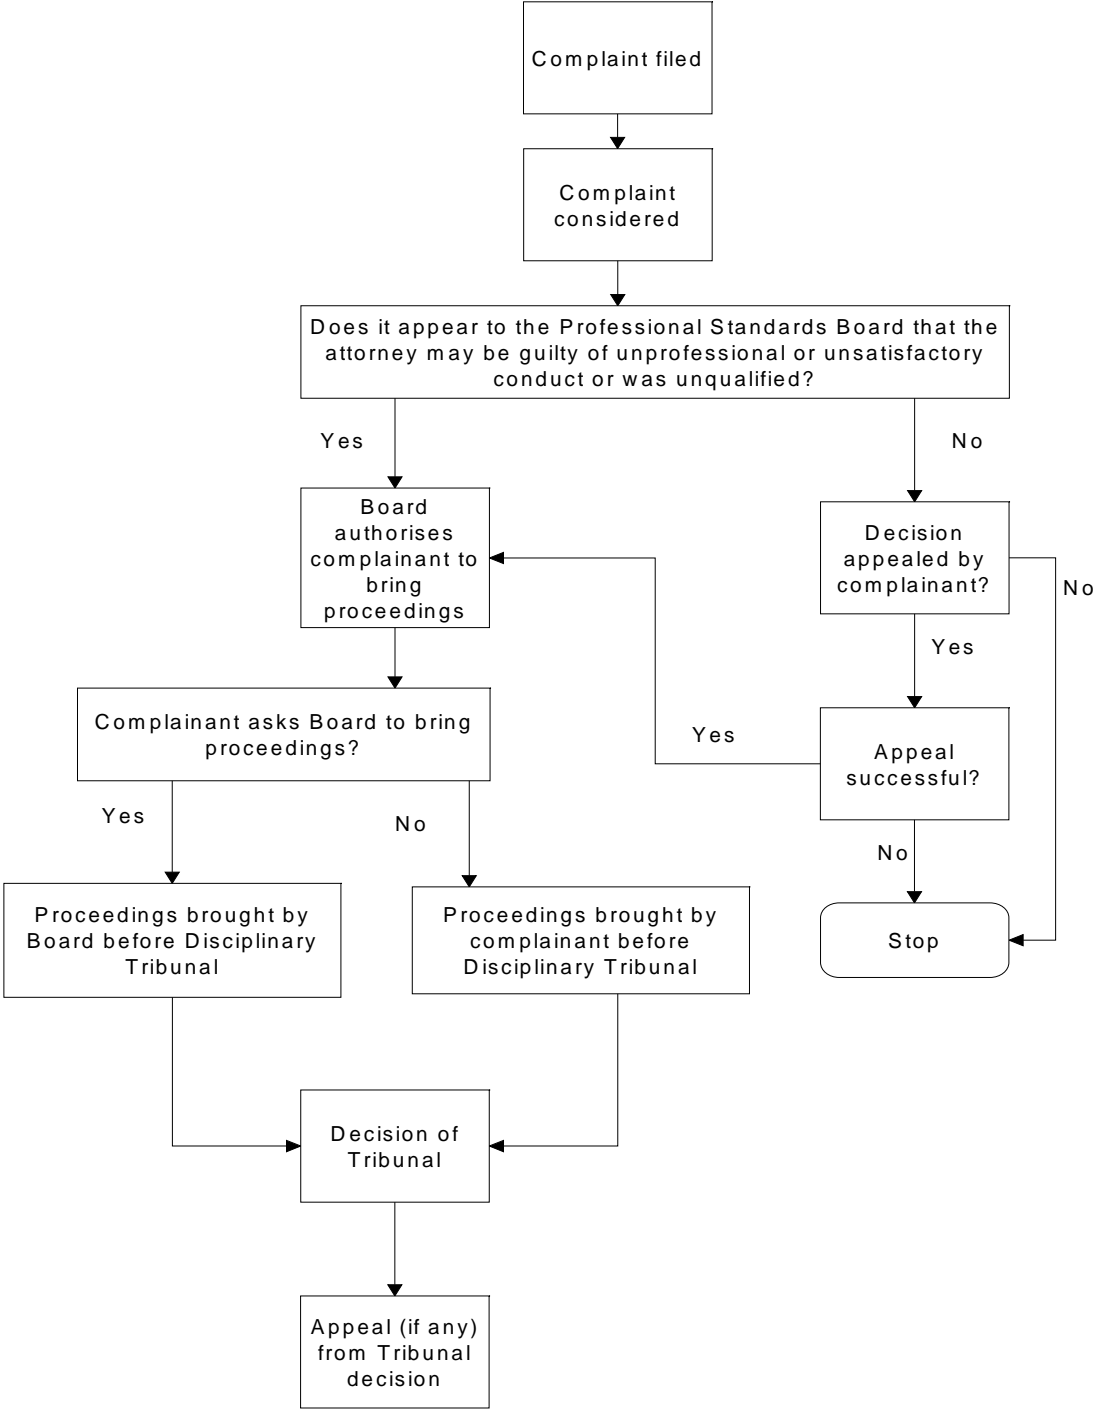 Complaint filed
Complaint
considered
Does it appear to the Professional Standards Board that the
attorney may be guilty of unprofessional or unsatisfactory
conduct or was unqualified?
Yes
No
Board
authorises
complainant to
bring
proceedings
Decision
appealed by
complainant?
No
Yes
Complainant asks Board to bring
proceedings?
Yes
Appeal
successful?
Yes
No
No
Proceedings brought by
Board before Disciplinary
Tribunal
Proceedings brought by
complainant before
Disciplinary Tribunal
Stop
Decision of
Tribunal
Appeal (if any)
from Tribunal
decision